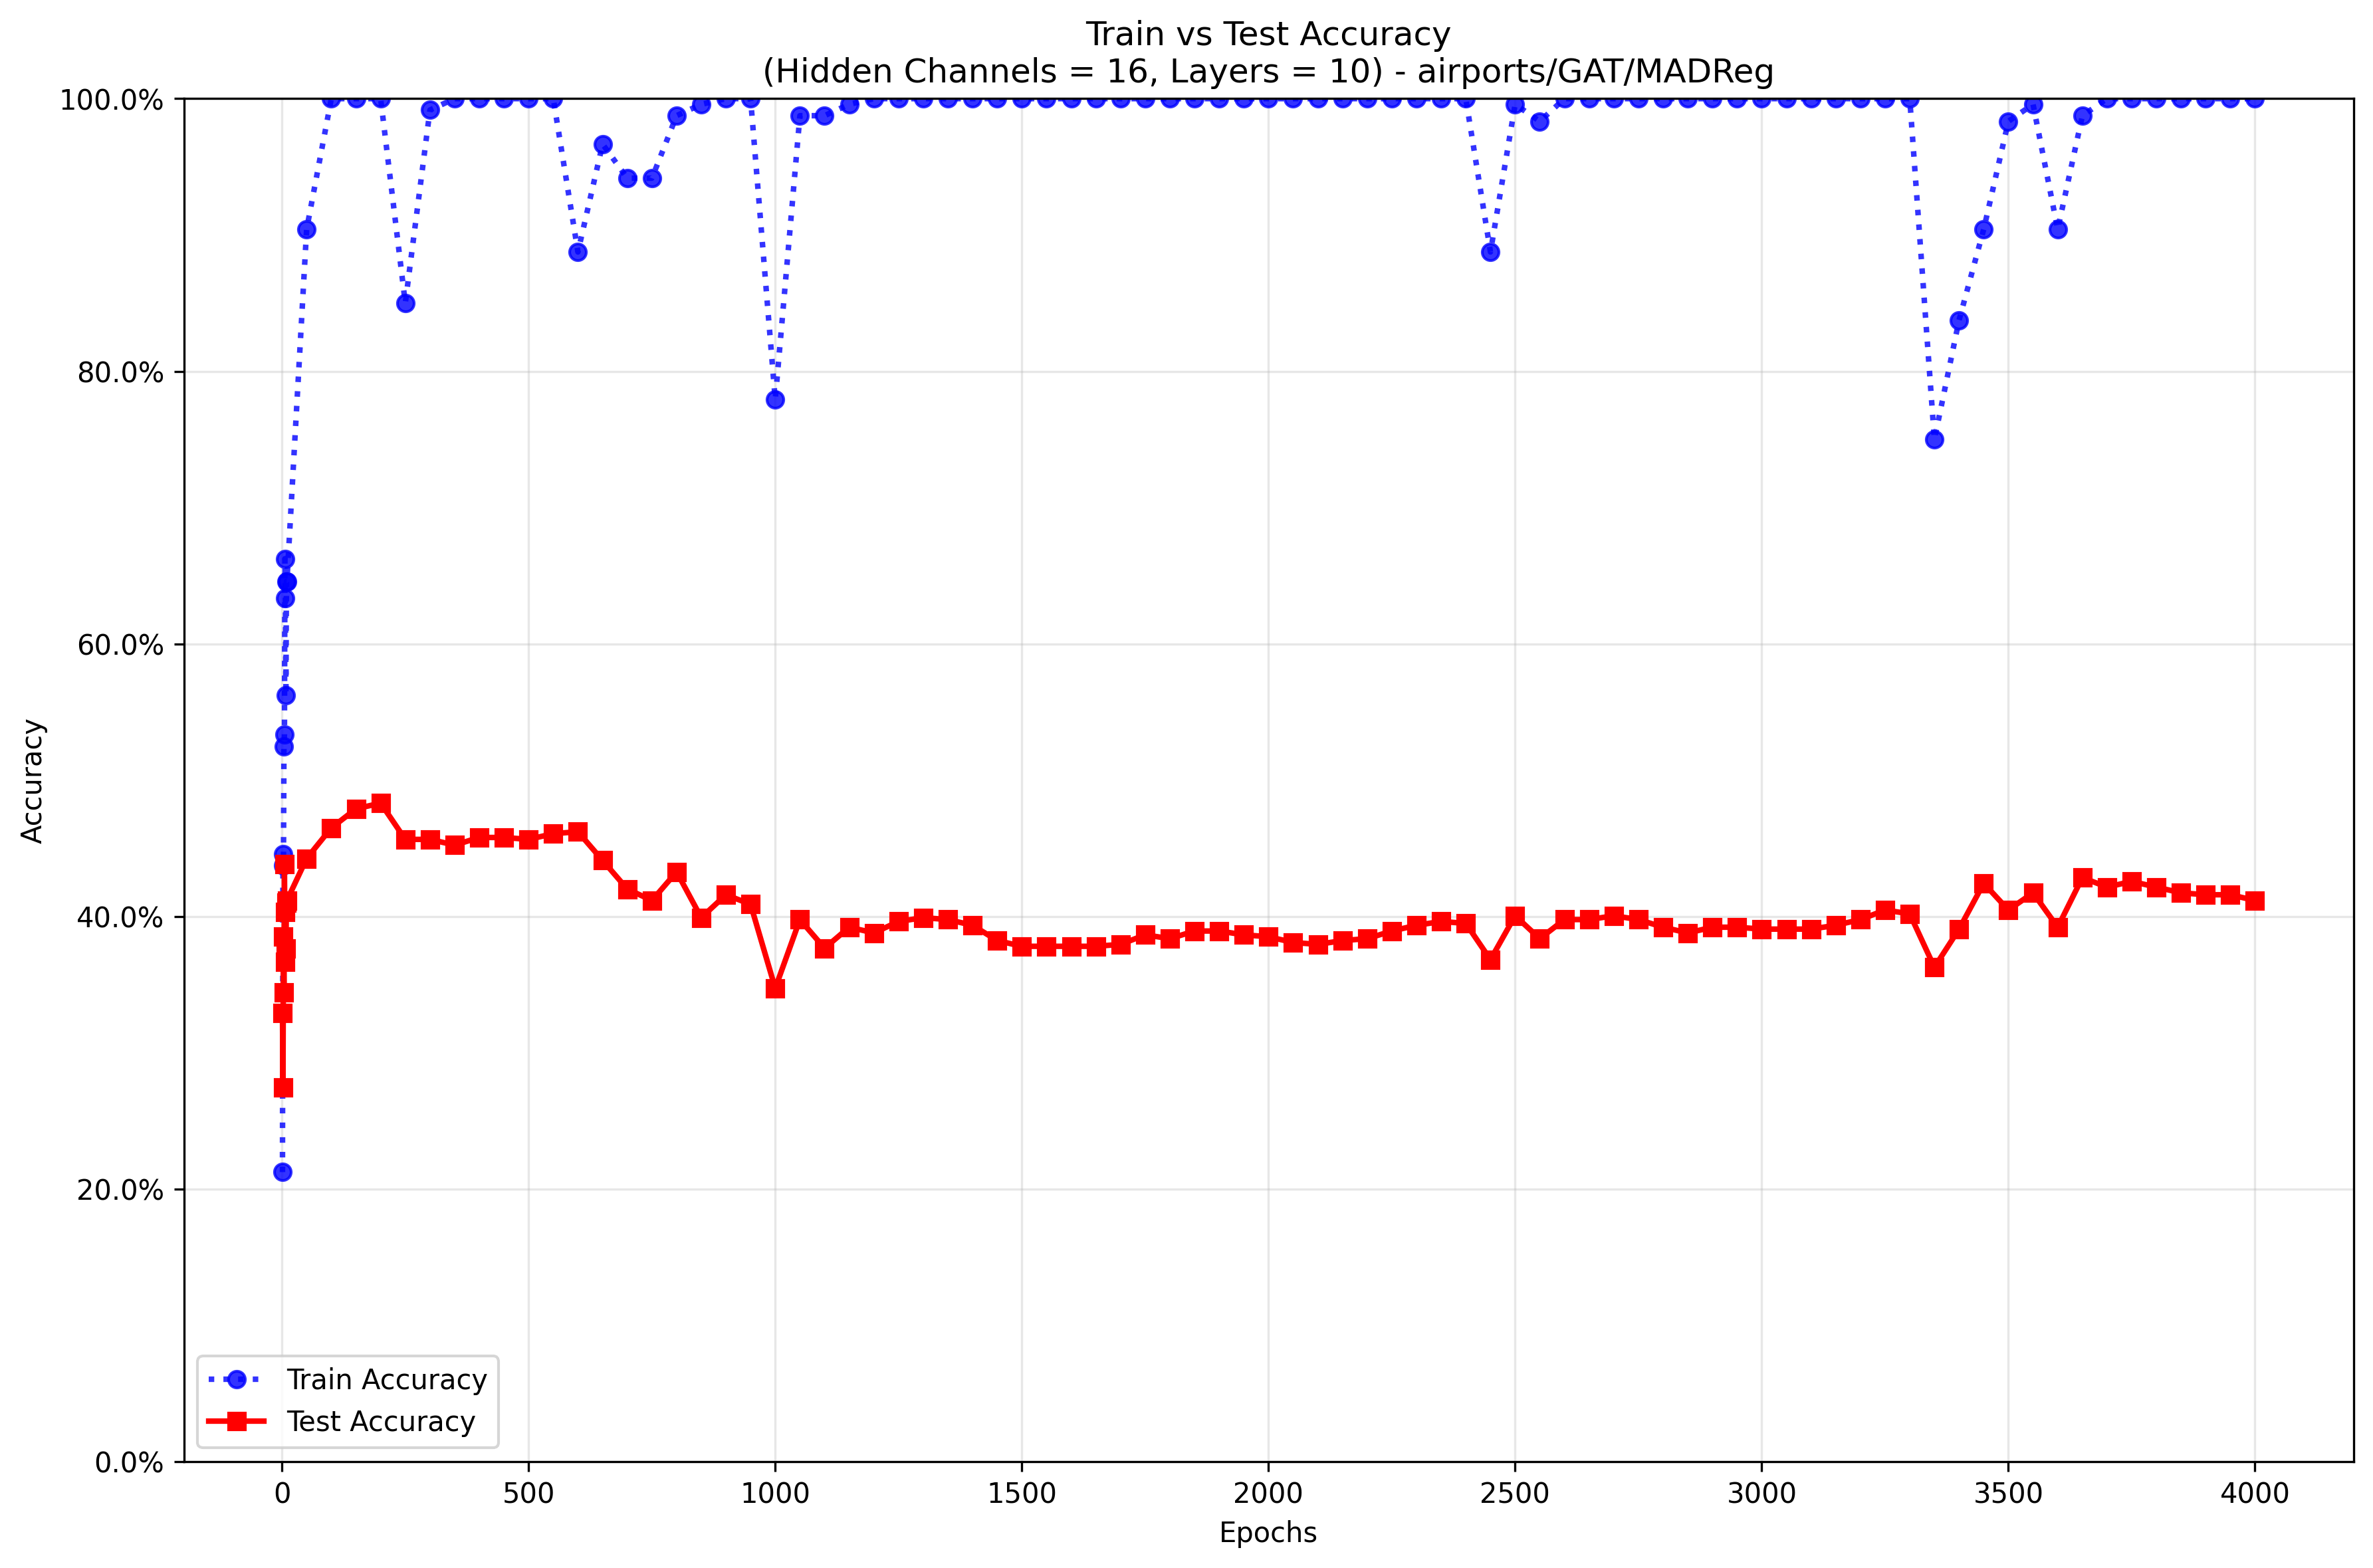 Train vs Test Accuracy
(Hidden Channels = 16, Layers = 10) - airports/GAT/MADReg
100.0%
80.0%
60.0%
40.0%
20.0%
0.0%
Accuracy
Train Accuracy
Test Accuracy
0 500 1000 1500 2000 2500 3000 3500 4000
Epochs